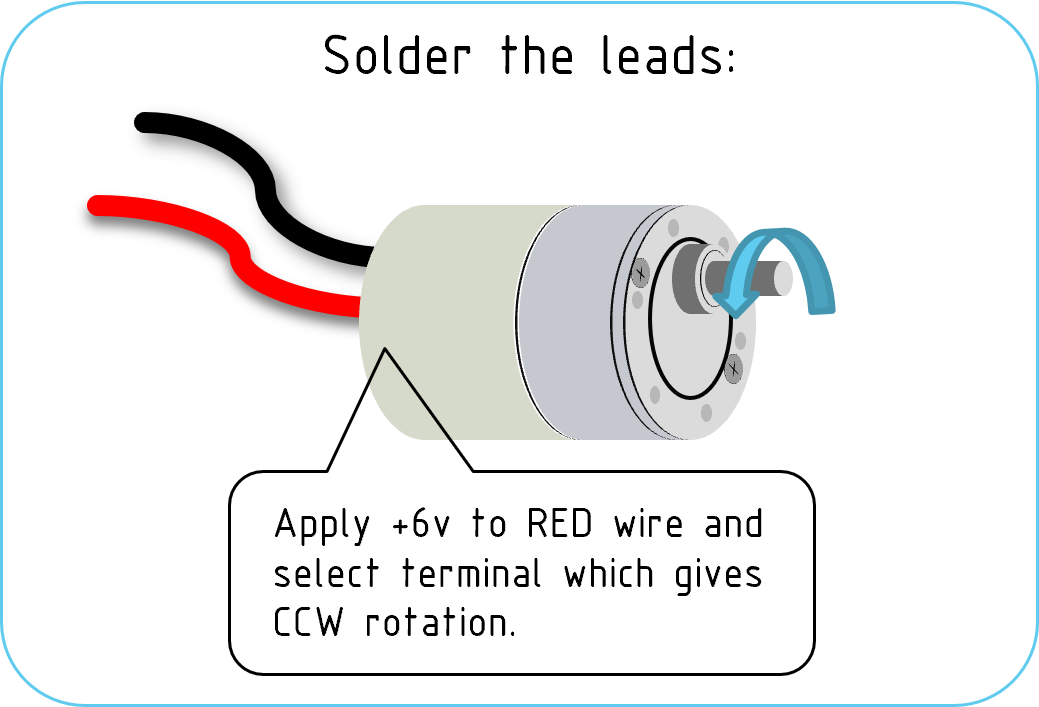 Solder the leads:
Apply +6v to RED wire and
select terminal which gives
CCW rotation.